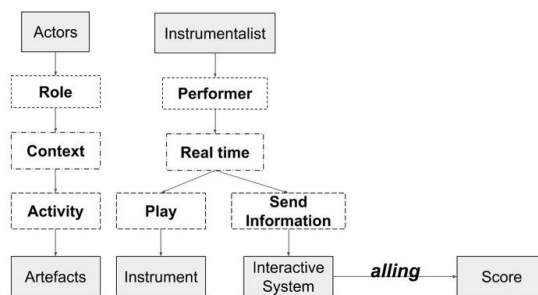 Actors
Instrumentalist
Role
Performer
Context
Real time
Activity
Play
Send
Information
Artefacts
Instrument
Interactive
System
alling
Score